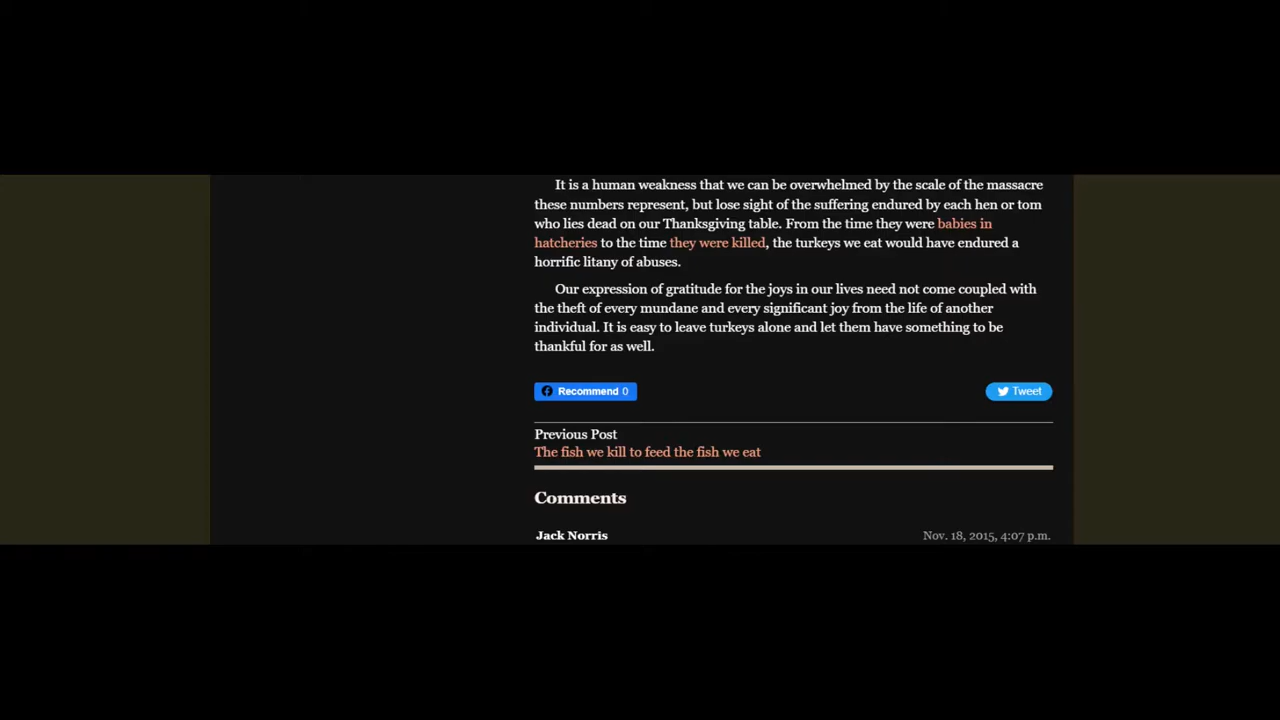 It is a human weakness that we can be overwhelmed by the scale of the massacre
these numbers represent, but lose sight of the suffering endured by each hen or tom
who lies dead on our Thanksgiving table. From the time they were babies in
hatcheries to the time they were killed, the turkeys we eat would have endured a
horrific litany of abuses.
Our expression of gratitude for the joys in our lives need not come coupled with
the theft of every mundane and every significant joy from the life of another
individual. It is easy to leave turkeys alone and let them have something to be
thankful for as well.
Recommend 0
Tweet
Previous Post
The fish we kill to feed the fish we eat
Comments
Jack Norris
Nov. 18, 2015, 4:07 p.m.